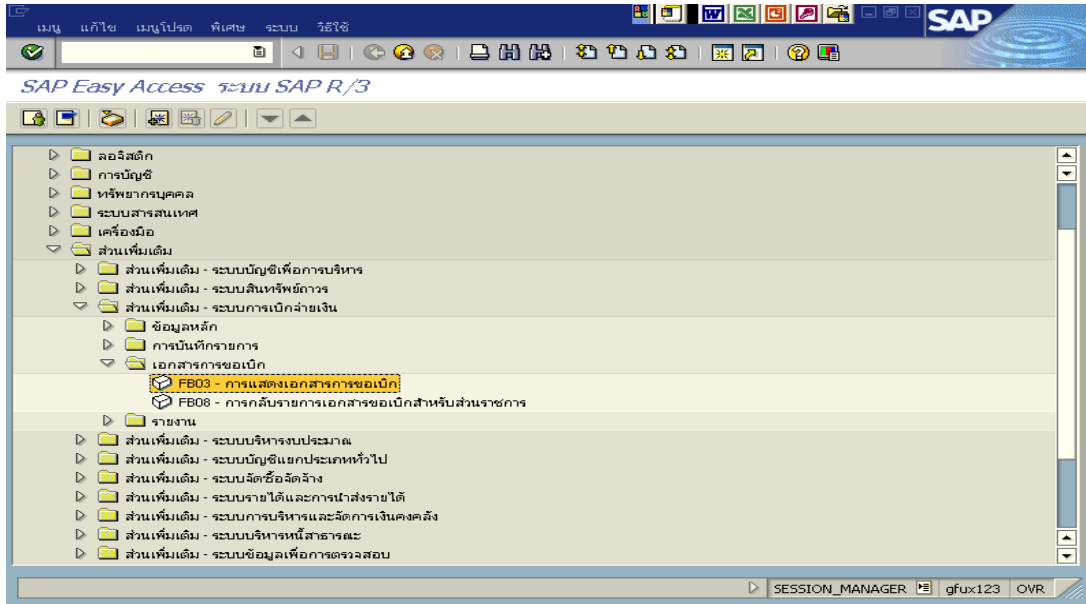 เมนู แก้ไข เมนูโปรด พิเศษ ระบบ วิธีใช้
SAP
SAP Easy Access ระบบ SAP R/3
ลอจิสติก
การบัญชี
ทรัพยากรบุคคล
ระบบสารสนเทศ
เครื่องมือ
ส่วนเพิ่มเติม
ส่วนเพิ่มเติม - ระบบบัญชีเพื่อการบริหาร
ส่วนเพิ่มเติม - ระบบสินทรัพย์ถาวร
ส่วนเพิ่มเติม - ระบบการเบิกจ่ายเงิน
ข้อมูลหลัก
การบันทึกรายการ
เอกสารการขอเบิก
FB03 - การแสดงเอกสารการขอเบิก
FB08 - การกลับรายการเอกสารขอเบิกสำหรับส่วนราชการ
รายงาน
ส่วนเพิ่มเติม - ระบบบริหารงบประมาณ
ส่วนเพิ่มเติม - ระบบบัญชีแยกประเภททั่วไป
ส่วนเพิ่มเติม - ระบบจัดซื้อจัดจ้าง
ส่วนเพิ่มเติม - ระบบรายได้และการนำส่งรายได้
ส่วนเพิ่มเติม - ระบบการบริหารและจัดการเงินคงคลัง
ส่วนเพิ่มเติม - ระบบบริหารหนี้สาธารณะ
ส่วนเพิ่มเติม - ระบบข้อมูลเพื่อการตรวจสอบ
SESSION_MANAGER gfux123 OVR